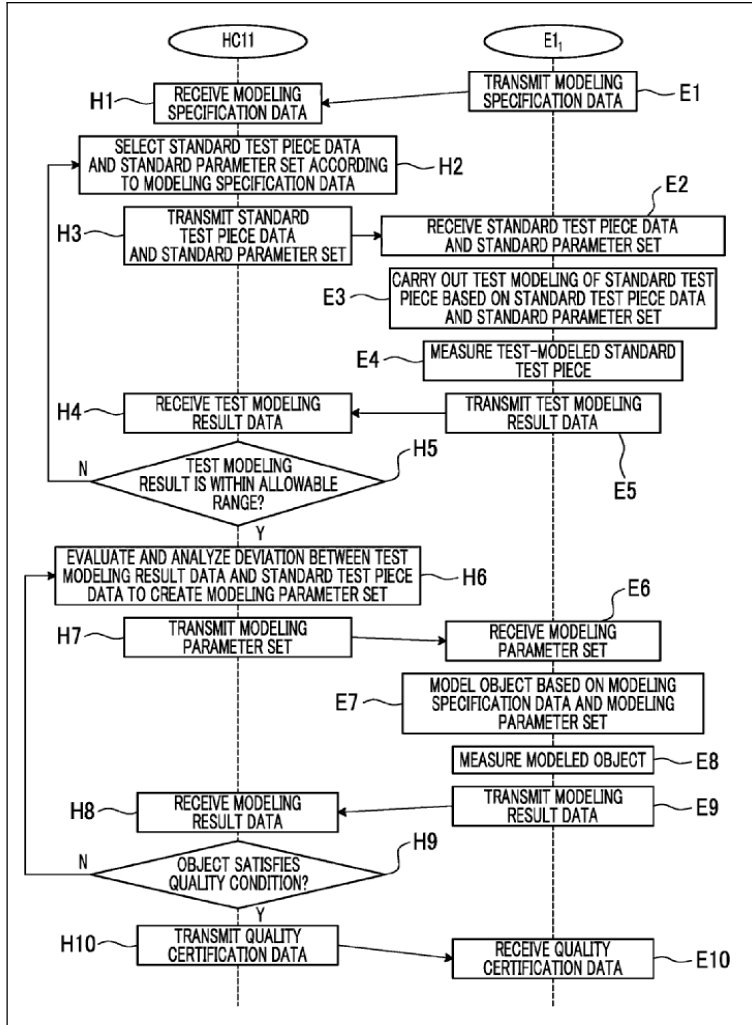 HC11
E1₁
RECEIVE MODELING
SPECIFICATION DATA
H1
TRANSMIT MODELING
SPECIFICATION DATA
E1
SELECT STANDARD TEST PIECE DATA
AND STANDARD PARAMETER SET ACCORDING
TO MODELING SPECIFICATION DATA
H2
TRANSMIT STANDARD
TEST PIECE DATA
AND STANDARD PARAMETER SET
H3
E2
RECEIVE STANDARD TEST PIECE DATA
AND STANDARD PARAMETER SET
E3
CARRY OUT TEST MODELING OF STANDARD TEST
PIECE BASED ON STANDARD TEST PIECE DATA
AND STANDARD PARAMETER SET
E4
MEASURE TEST-MODELED STANDARD
TEST PIECE
H4
RECEIVE TEST MODELING
RESULT DATA
TRANSMIT TEST MODELING
RESULT DATA
E5
H5
N
TEST MODELING
RESULT IS WITHIN ALLOWABLE
RANGE?
Y
EVALUATE AND ANALYZE DEVIATION BETWEEN TEST
MODELING RESULT DATA AND STANDARD TEST PIECE
DATA TO CREATE MODELING PARAMETER SET
H6
H7
TRANSMIT MODELING
PARAMETER SET
E6
RECEIVE MODELING
PARAMETER SET
E7
MODEL OBJECT BASED ON MODELING
SPECIFICATION DATA AND MODELING
PARAMETER SET
MEASURE MODELED OBJECT
E8
H8
RECEIVE MODELING
RESULT DATA
TRANSMIT MODELING
RESULT DATA
E9
H9
N
OBJECT SATISFIES
QUALITY CONDITION?
Y
H10
TRANSMIT QUALITY
CERTIFICATION DATA
RECEIVE QUALITY
CERTIFICATION DATA
E10